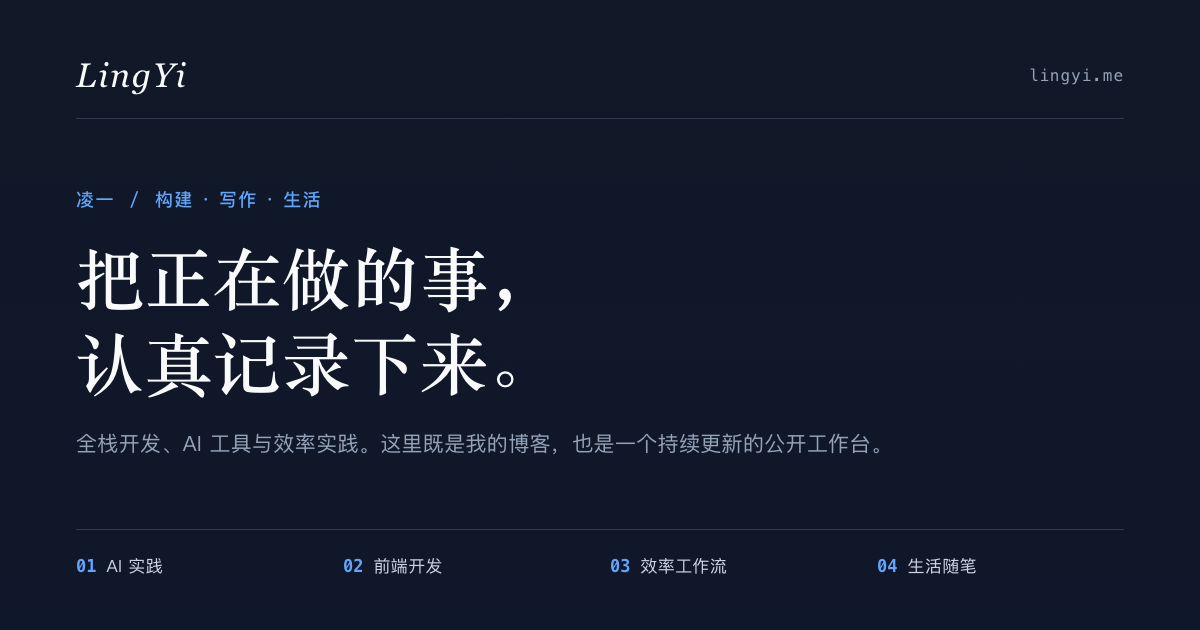 LingYi
lingyi.me
凌一 / 构建 · 写作 · 生活
把正在做的事，
认真记录下来。
全栈开发、AI 工具与效率实践。这里既是我的博客，也是一个持续更新的公开工作台。
01 AI 实践
02 前端开发
03 效率工作流
04 生活随笔